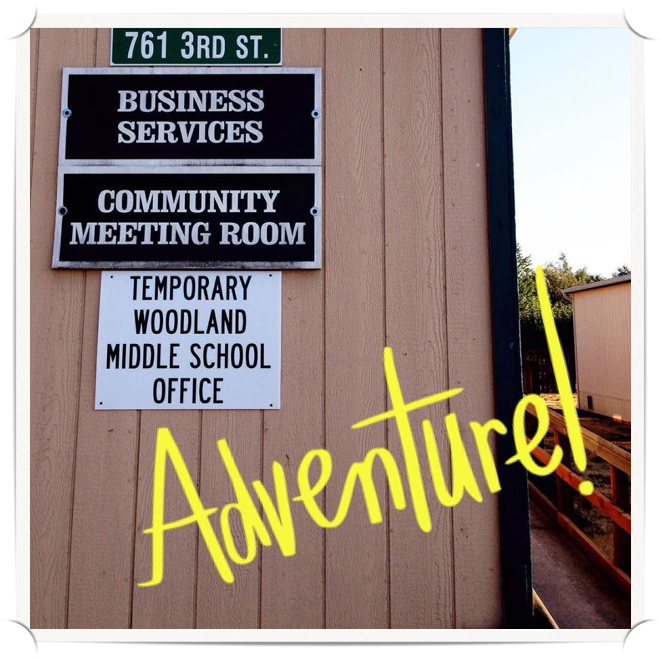 761 3RD ST.
BUSINESS
SERVICES
COMMUNITY
MEETING ROOM
TEMPORARY
WOODLAND
MIDDLE SCHOOL
OFFICE
Adventure!